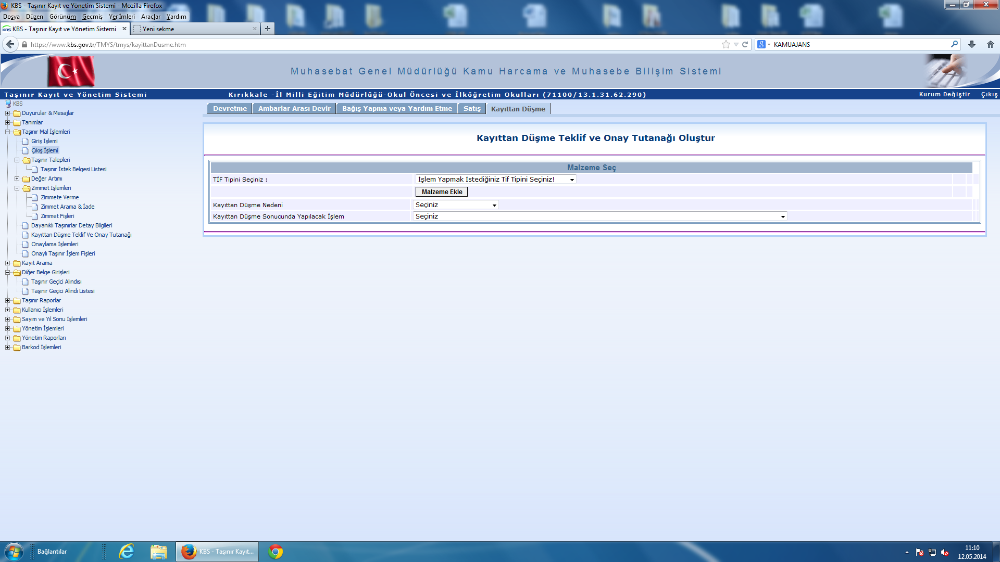 KBS - Taşınır Kayıt ve Yönetim Sistemi - Mozilla Firefox
Dosya Düzen Görünüm Geçmiş Yer İmleri Araçlar Yardım
KBS KBS - Taşınır Kayıt ve Yönetim Sistemi
Yeni sekme
https://www.kbs.gov.tr/TMYS/tmys/kayittanDusme.htm
8 KAMUAJANS
Muhasebat Genel Müdürlüğü Kamu Harcama ve Muhasebe Bilişim Sistemi
Taşınır Kayıt ve Yönetim Sistemi
Kırıkkale -İl Milli Eğitim Müdürlüğü-Okul Öncesi ve İlköğretim Okulları (71100/13.1.31.62.290)
Kurum Değiştir Çıkış
KBS
Duyurular & Mesajlar
Tanımlar
Taşınır Mal İşlemleri
Giriş İşlemi
Çıkış İşlemi
Taşınır Talepleri
Taşınır İstek Belgesi Listesi
Değer Artımı
Zimmet İşlemleri
Zimmete Verme
Zimmet Arama & İade
Zimmet Fişleri
Dayanıklı Taşınırlar Detay Bilgileri
Kayıttan Düşme Teklif Ve Onay Tutanağı
Onaylama İşlemleri
Onaylı Taşınır İşlem Fişleri
Kayıt Arama
Diğer Belge Girişleri
Taşınır Geçici Alındısı
Taşınır Geçici Alındı Listesi
Taşınır Raporlar
Kullanıcı İşlemleri
Sayım ve Yıl Sonu İşlemleri
Yönetim İşlemleri
Yönetim Raporları
Barkod İşlemleri
Devretme Ambarlar Arası Devir Bağış Yapma veya Yardım Etme Satış Kayıttan Düşme
Kayıttan Düşme Teklif ve Onay Tutanağı Oluştur
Malzeme Seç
TİF Tipini Seçiniz : İşlem Yapmak İstediğiniz Tif Tipini Seçiniz!
Malzeme Ekle
Kayıttan Düşme Nedeni Seçiniz
Kayıttan Düşme Sonucunda Yapılacak İşlem Seçiniz
Bağlantılar
KBS - Taşınır Kayıt...
11:10
12.05.2014